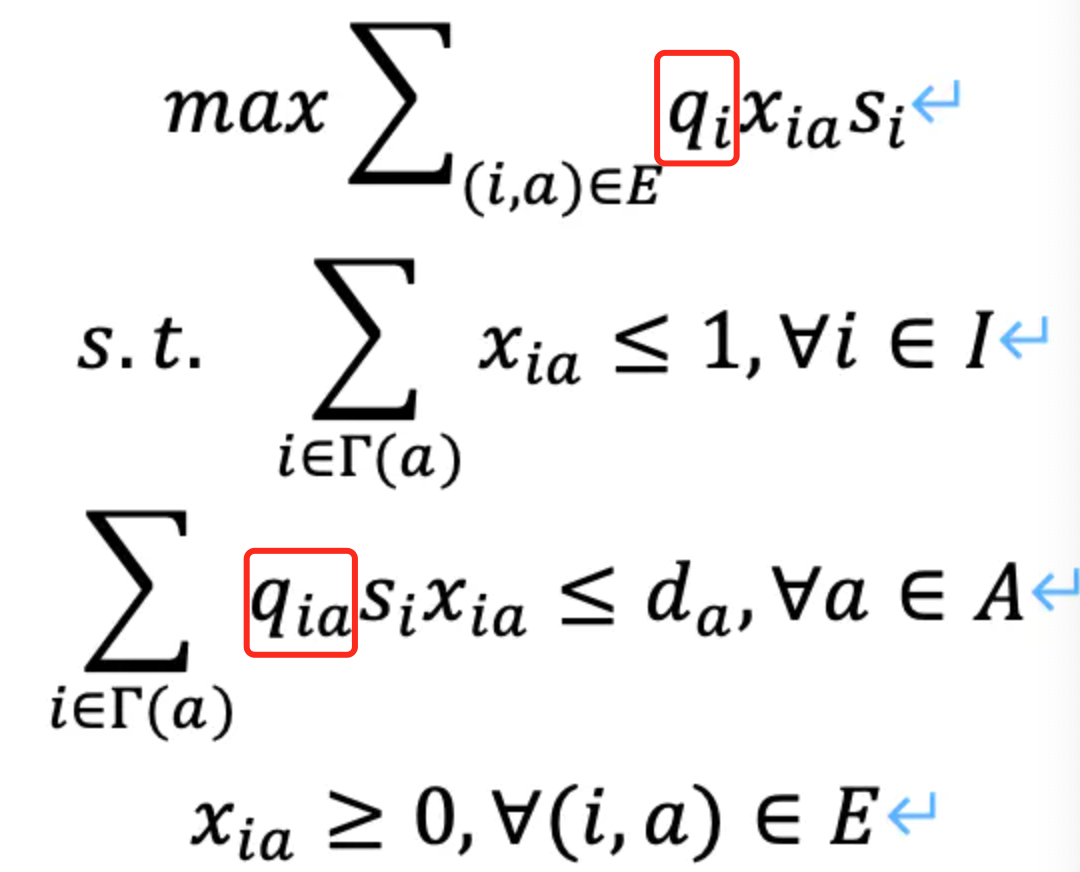 max ∑_{(i,a)∈E} q_i x_{ia} s_i ↵
s.t. ∑_{i∈Γ(a)} x_{ia} ≤ 1, ∀i ∈ I ↵
∑_{i∈Γ(a)} q_{ia} s_i x_{ia} ≤ d_a, ∀a ∈ A ↵
x_{ia} ≥ 0, ∀(i, a) ∈ E ↵